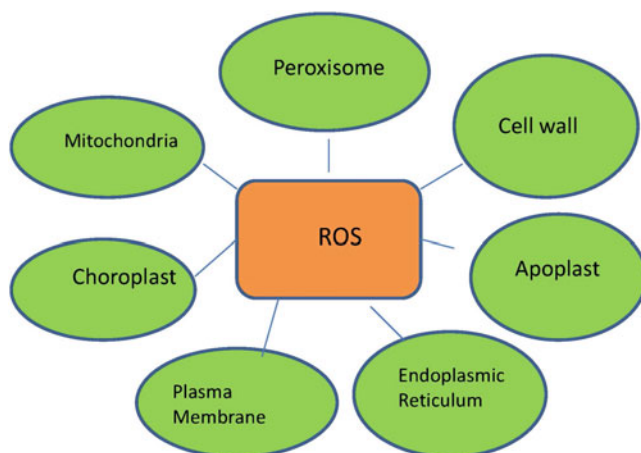 Peroxisome
Mitochondria
Cell wall
ROS
Choroplast
Apoplast
Plasma
Membrane
Endoplasmic
Reticulum